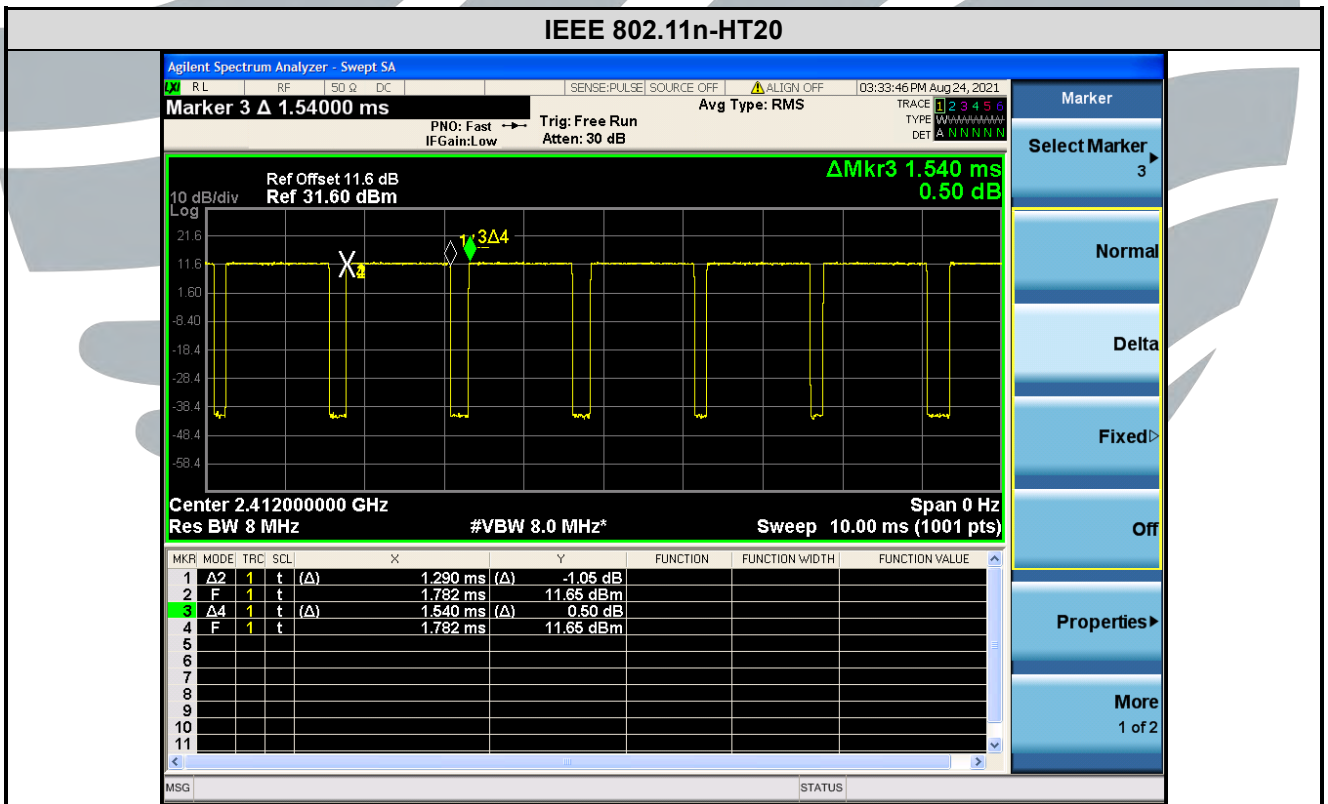 IEEE 802.11n-HT20
Agilent Spectrum Analyzer - Swept SA
LXI RL RF 50 Ω DC SENSE:PULSE SOURCE OFF ALIGN OFF 03:33:46 PM Aug 24, 2021
Marker 3 Δ 1.54000 ms
Avg Type: RMS
TRACE 1 2 3 4 5 6
PNO: Fast
Trig: Free Run
TYPE
IFGain:Low
Atten: 30 dB
DET A N N N N N
ΔMkr3 1.540 ms
0.50 dB
Ref Offset 11.6 dB
10 dB/div Ref 31.60 dBm
Log
21.6
11.6
1.60
-8.40
-18.4
-28.4
-38.4
-48.4
-58.4
3Δ4
Center 2.412000000 GHz Span 0 Hz
Res BW 8 MHz #VBW 8.0 MHz* Sweep 10.00 ms (1001 pts)
MKR MODE TRC SCL X Y FUNCTION FUNCTION WIDTH FUNCTION VALUE
1 Δ2 1 t (Δ) 1.290 ms (Δ) -1.05 dB
2 F 1 t 1.782 ms 11.65 dBm
3 Δ4 1 t (Δ) 1.540 ms (Δ) 0.50 dB
4 F 1 t 1.782 ms 11.65 dBm
5
6
7
8
9
10
11
MSG STATUS
Marker
Select Marker
3
Normal
Delta
Fixed
Off
Properties
More
1 of 2